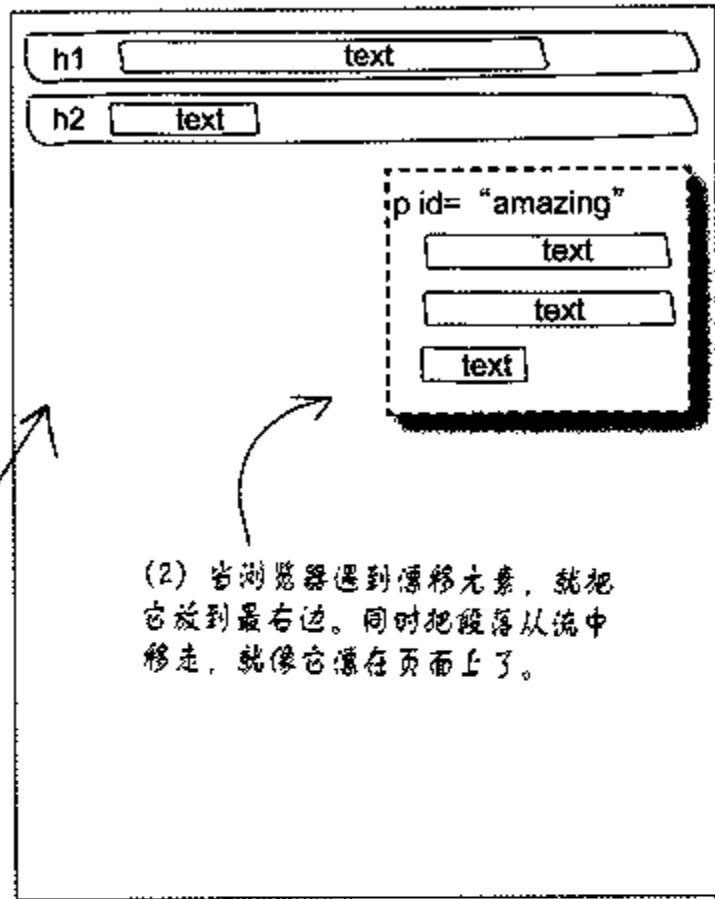 h1 text
h2 text
p id= “amazing”
text
text
text
(2) 当浏览器遇到漂移元素，就把
它放到最右边。同时把段落从流中
移走，就像它漂在页面上了。